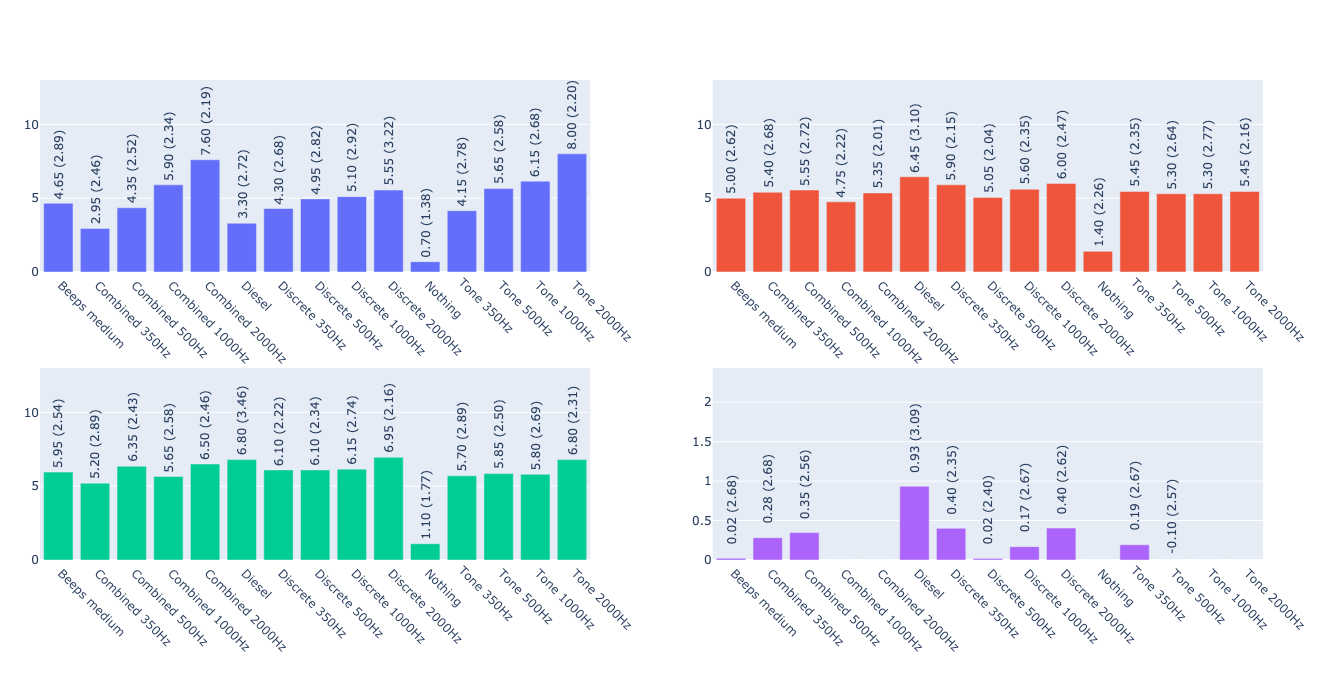 10
5
0
4.65 (2.89)
2.95 (2.46)
4.35 (2.52)
5.90 (2.34)
7.60 (2.19)
3.30 (2.72)
4.30 (2.68)
4.95 (2.82)
5.10 (2.92)
5.55 (3.22)
0.70 (1.38)
4.15 (2.78)
5.65 (2.58)
6.15 (2.68)
8.00 (2.20)
Beeps medium
Combined 350Hz
Combined 500Hz
Combined 1000Hz
Combined 2000Hz
Diesel
Discrete 350Hz
Discrete 500Hz
Discrete 1000Hz
Discrete 2000Hz
Nothing
Tone 350Hz
Tone 500Hz
Tone 1000Hz
Tone 2000Hz
10
5
0
5.00 (2.62)
5.40 (2.68)
5.55 (2.72)
4.75 (2.22)
5.35 (2.01)
6.45 (3.10)
5.90 (2.15)
5.05 (2.04)
5.60 (2.35)
6.00 (2.47)
1.40 (2.26)
5.45 (2.35)
5.30 (2.64)
5.30 (2.77)
5.45 (2.16)
Beeps medium
Combined 350Hz
Combined 500Hz
Combined 1000Hz
Combined 2000Hz
Diesel
Discrete 350Hz
Discrete 500Hz
Discrete 1000Hz
Discrete 2000Hz
Nothing
Tone 350Hz
Tone 500Hz
Tone 1000Hz
Tone 2000Hz
10
5
0
5.95 (2.54)
5.20 (2.89)
6.35 (2.43)
5.65 (2.58)
6.50 (2.46)
6.80 (3.46)
6.10 (2.22)
6.10 (2.34)
6.15 (2.74)
6.95 (2.16)
1.10 (1.77)
5.70 (2.89)
5.85 (2.50)
5.80 (2.69)
6.80 (2.31)
Beeps medium
Combined 350Hz
Combined 500Hz
Combined 1000Hz
Combined 2000Hz
Diesel
Discrete 350Hz
Discrete 500Hz
Discrete 1000Hz
Discrete 2000Hz
Nothing
Tone 350Hz
Tone 500Hz
Tone 1000Hz
Tone 2000Hz
2
1.5
1
0.5
0
0.02 (2.68)
0.28 (2.68)
0.35 (2.56)
0.93 (3.09)
0.40 (2.35)
0.02 (2.40)
0.17 (2.67)
0.40 (2.62)
0.19 (2.67)
-0.10 (2.57)
Beeps medium
Combined 350Hz
Combined 500Hz
Combined 1000Hz
Combined 2000Hz
Diesel
Discrete 350Hz
Discrete 500Hz
Discrete 1000Hz
Discrete 2000Hz
Nothing
Tone 350Hz
Tone 500Hz
Tone 1000Hz
Tone 2000Hz